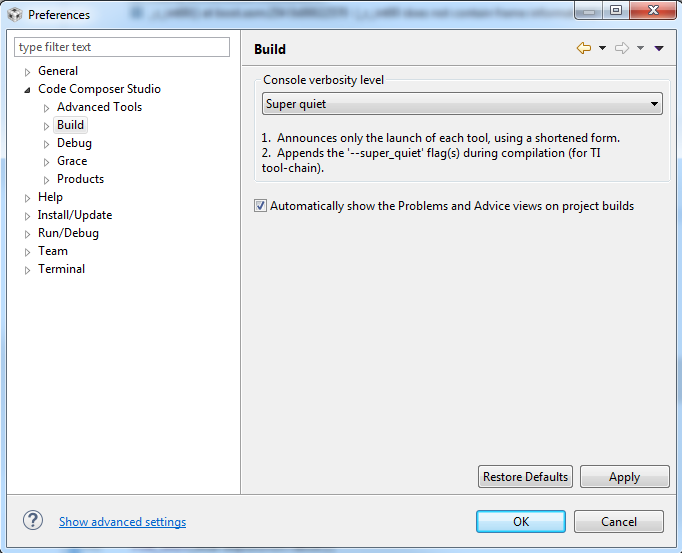 Preferences
type filter text
General
Code Composer Studio
Advanced Tools
Build
Debug
Grace
Products
Help
Install/Update
Run/Debug
Team
Terminal
Build
Console verbosity level
Super quiet
1. Announces only the launch of each tool, using a shortened form.
2. Appends the '--super_quiet' flag(s) during compilation (for TI
tool-chain).
Automatically show the Problems and Advice views on project builds
Restore Defaults
Apply
Show advanced settings
OK
Cancel